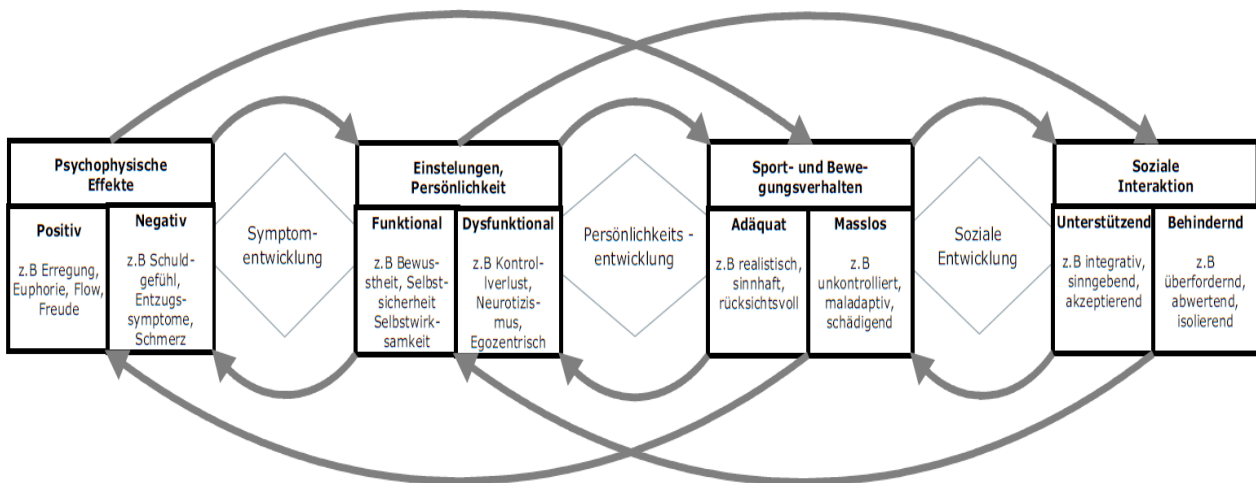 Psychophysische
Effekte
Positiv
z.B Erregung,
Euphorie, Flow,
Freude
Negativ
z.B Schuld-
gefühl,
Entzugs-
symptome,
Schmerz
Symptom-
entwicklung
Einstelungen,
Persönlichkeit
Funktional
z.B Bewus-
stheit, Selbst-
sicherheit
Selbstwirk-
samkeit
Dysfunktional
z.B Kontrol-
lverlust,
Neurotizis-
mus,
Egozentrisch
Persönlichkeits -
entwicklung
Sport- und Bewe-
gungsverhalten
Adäquat
z.B realistisch,
sinnhaft,
rücksichtsvoll
Masslos
z.B
unkontrolliert,
maladaptiv,
schädigend
Soziale
Entwicklung
Soziale
Interaktion
Unterstützend
z.B integrativ,
sinngebend,
akzeptierend
Behindernd
z.B
überfordernd,
abwertend,
isolierend